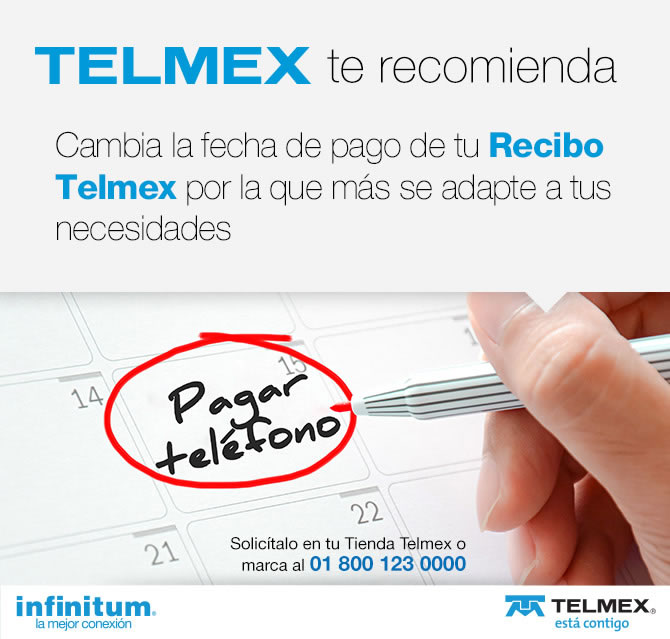 TELMEX te recomienda
Cambia la fecha de pago de tu Recibo
Telmex por la que más se adapte a tus
necesidades
14
15
Pagar
teléfono
21
22
Solicítalo en tu Tienda Telmex o
marca al 01 800 123 0000
infinitum®
la mejor conexión
TELMEX®
está contigo